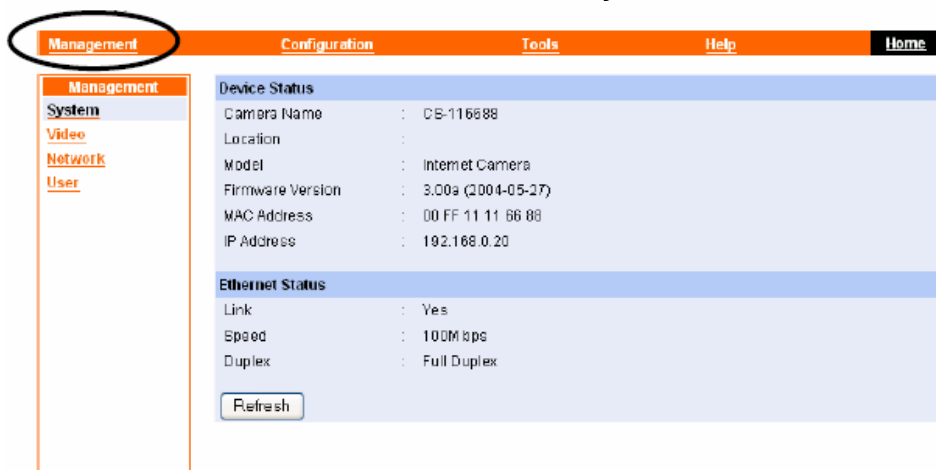 Management Configuration Tools Help Home
Management
System
Video
Network
User
Device Status
Camera Name : CS-116688
Location :
Model : Internet Camera
Firmware Version : 3.00a (2004-05-27)
MAC Address : 00 FF 11 11 66 88
IP Address : 192.168.0.20
Ethernet Status
Link : Yes
Speed : 100Mbps
Duplex : Full Duplex
Refresh